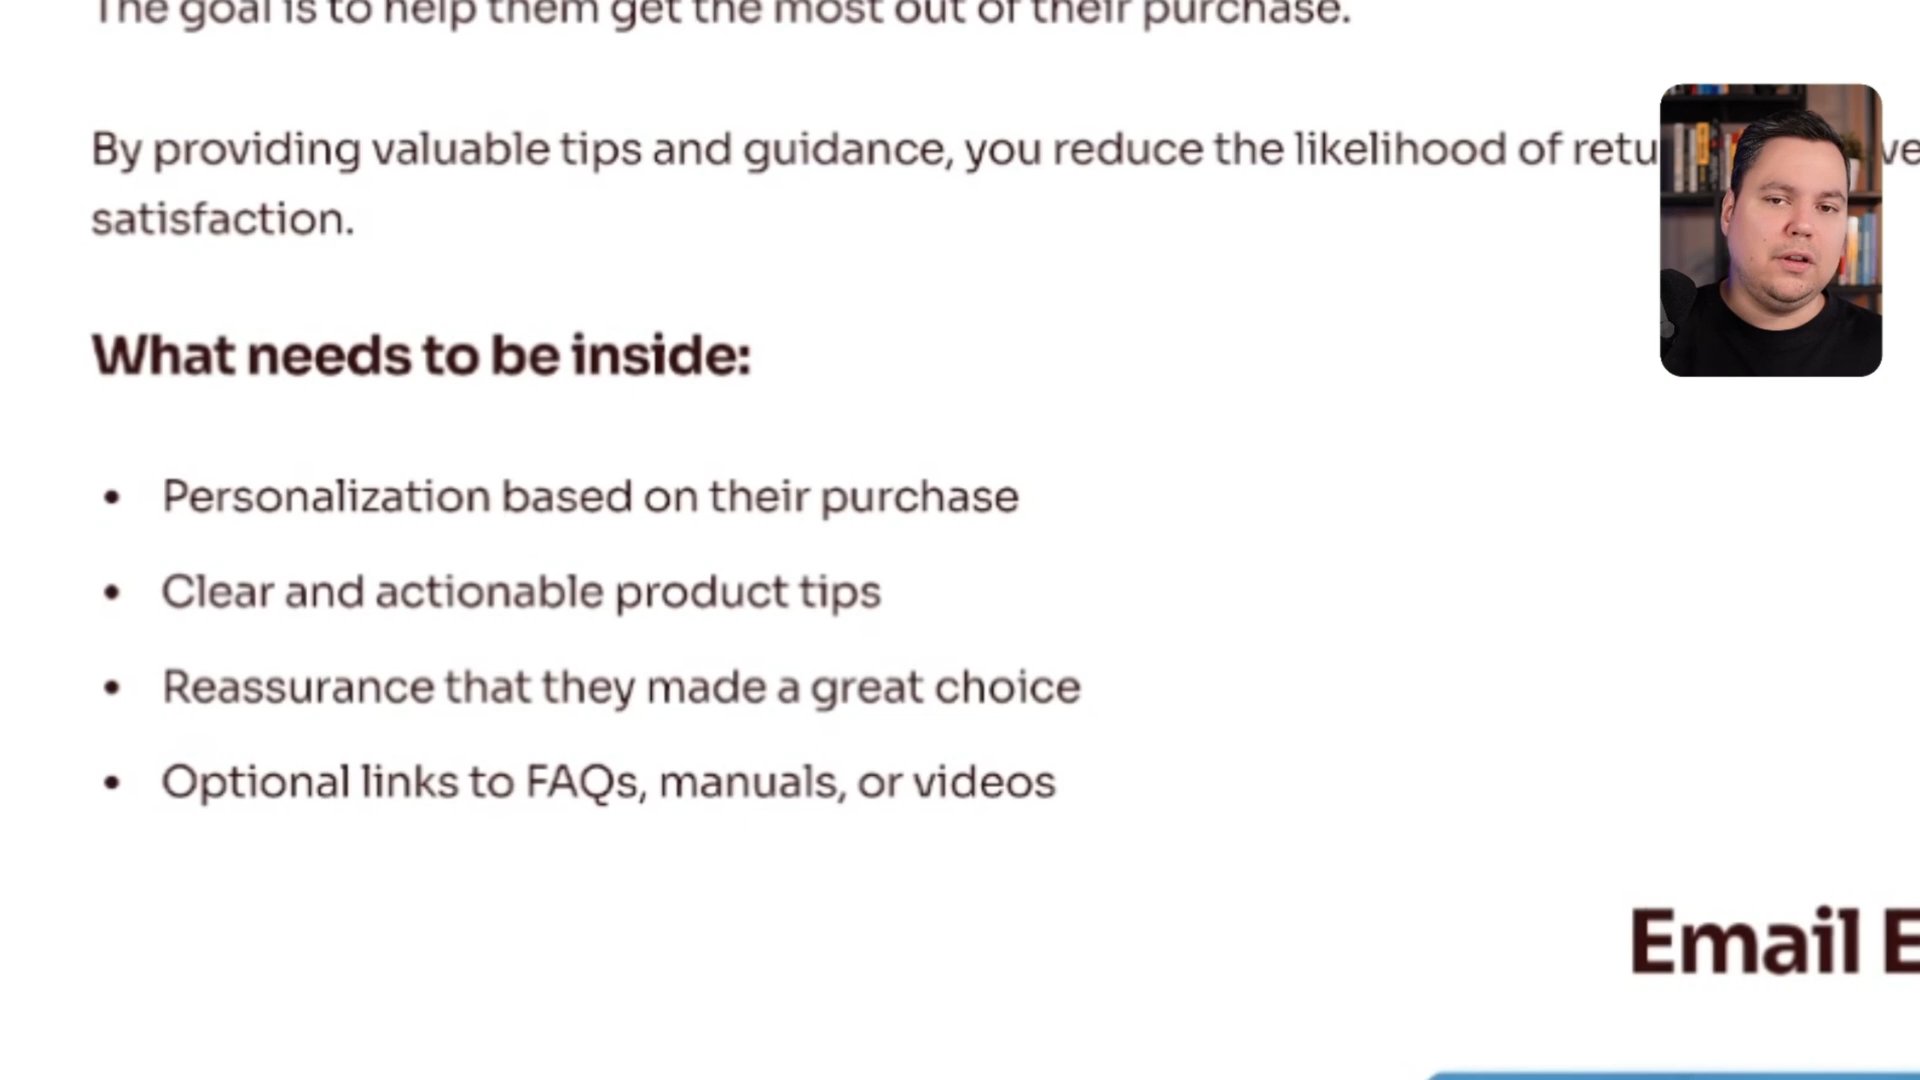 The goal is to help them get the most out of their purchase.
By providing valuable tips and guidance, you reduce the likelihood of retu
satisfaction.
What needs to be inside:
• Personalization based on their purchase
• Clear and actionable product tips
• Reassurance that they made a great choice
• Optional links to FAQs, manuals, or videos
Email